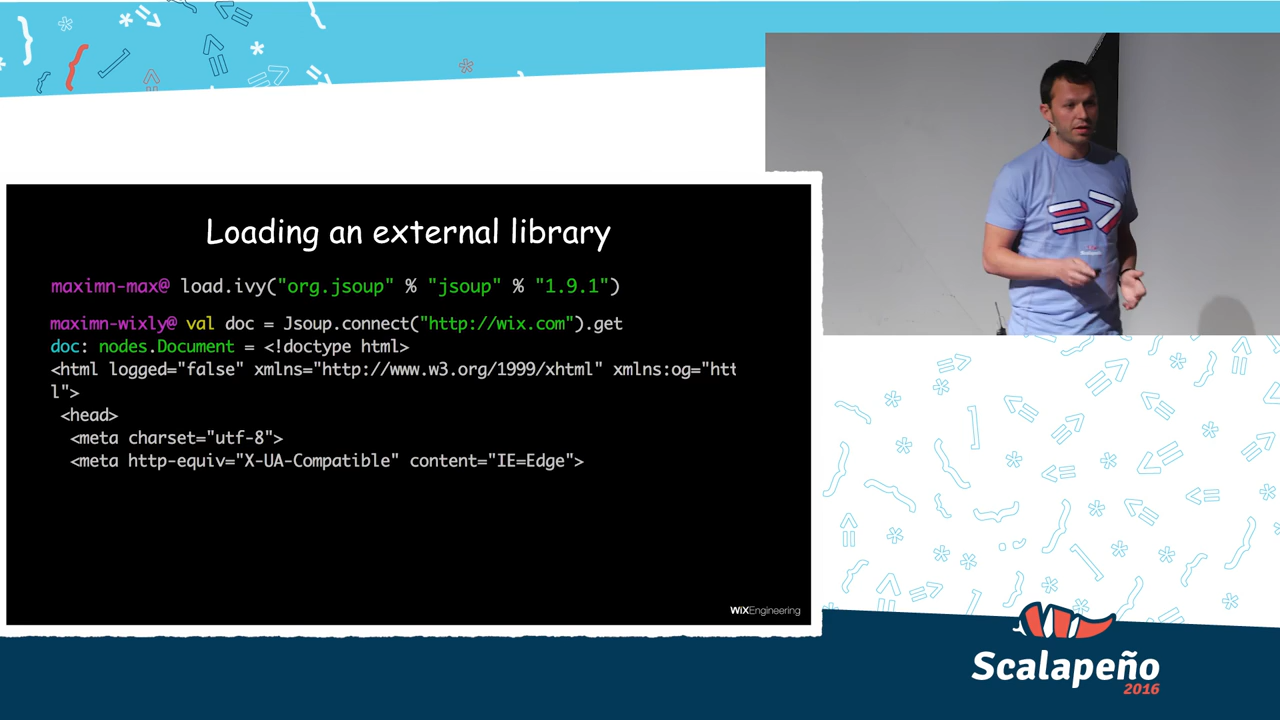 Loading an external library
maximn-max@ load.ivy("org.jsoup" % "jsoup" % "1.9.1")
maximn-wixly@ val doc = Jsoup.connect("http://wix.com").get
doc: nodes.Document = <!doctype html>
<html logged="false" xmlns="http://www.w3.org/1999/xhtml" xmlns:og="htt
l">
<head>
<meta charset="utf-8">
<meta http-equiv="X-UA-Compatible" content="IE=Edge">
WiXEngineering
Scalapeño
2016